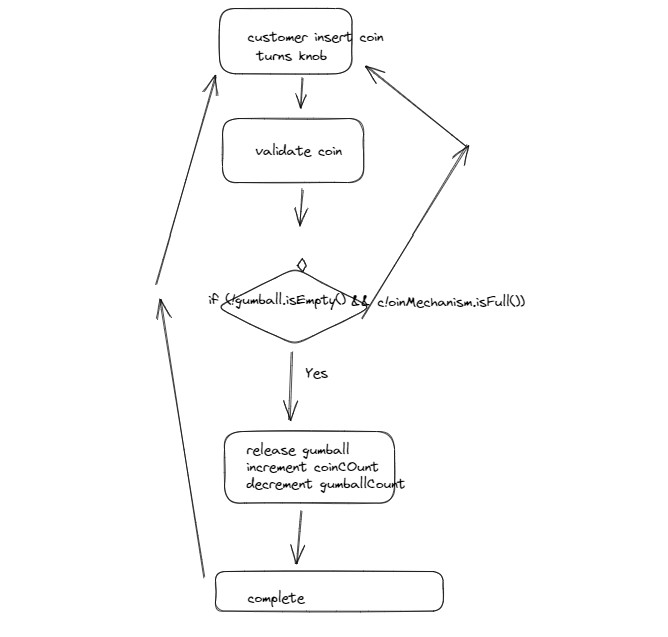 customer insert coin
turns knob
validate coin
if (!gumball.isEmpty() && c!oinMechanism.isFull())
Yes
release gumball
increment coinCOunt
decrement gumballCount
complete